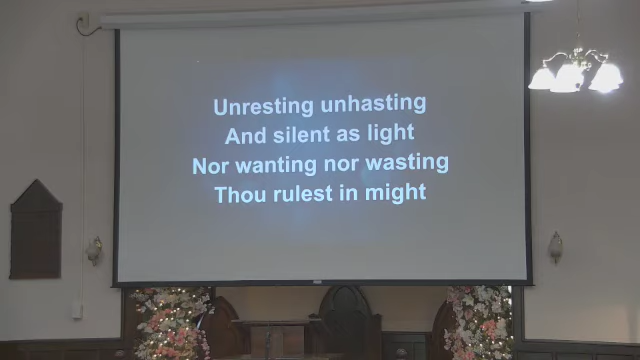 Unresting unhasting
And silent as light
Nor wanting nor wasting
Thou rulest in might